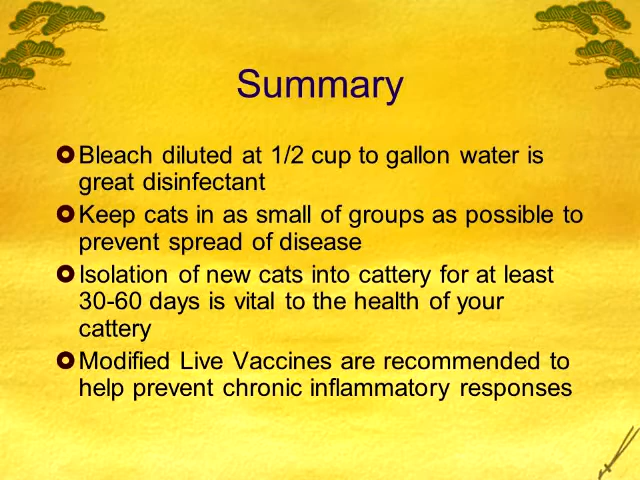 Summary
Bleach diluted at 1/2 cup to gallon water is
great disinfectant
Keep cats in as small of groups as possible to
prevent spread of disease
Isolation of new cats into cattery for at least
30-60 days is vital to the health of your
cattery
Modified Live Vaccines are recommended to
help prevent chronic inflammatory responses